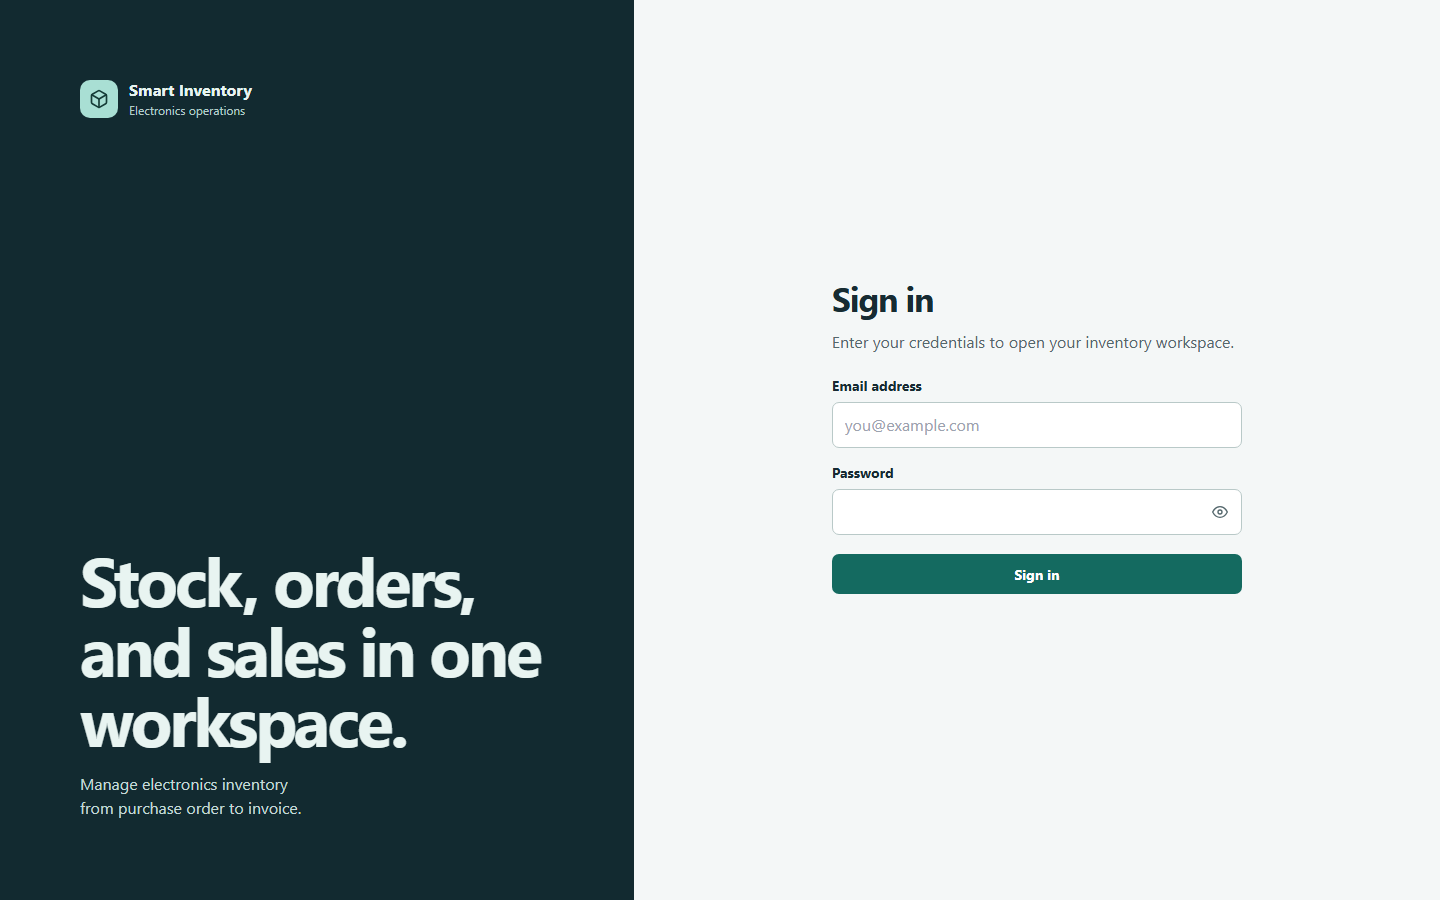 Smart Inventory
Electronics operations
Stock, orders,
and sales in one
workspace.
Manage electronics inventory
from purchase order to invoice.
Sign in
Enter your credentials to open your inventory workspace.
Email address
you@example.com
Password
Sign in